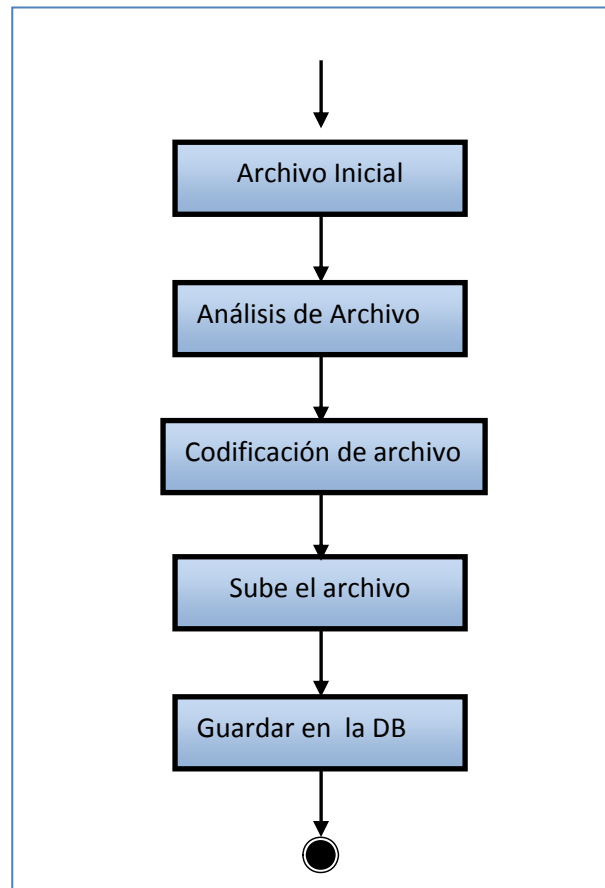 Archivo Inicial
Análisis de Archivo
Codificación de archivo
Sube el archivo
Guardar en la DB